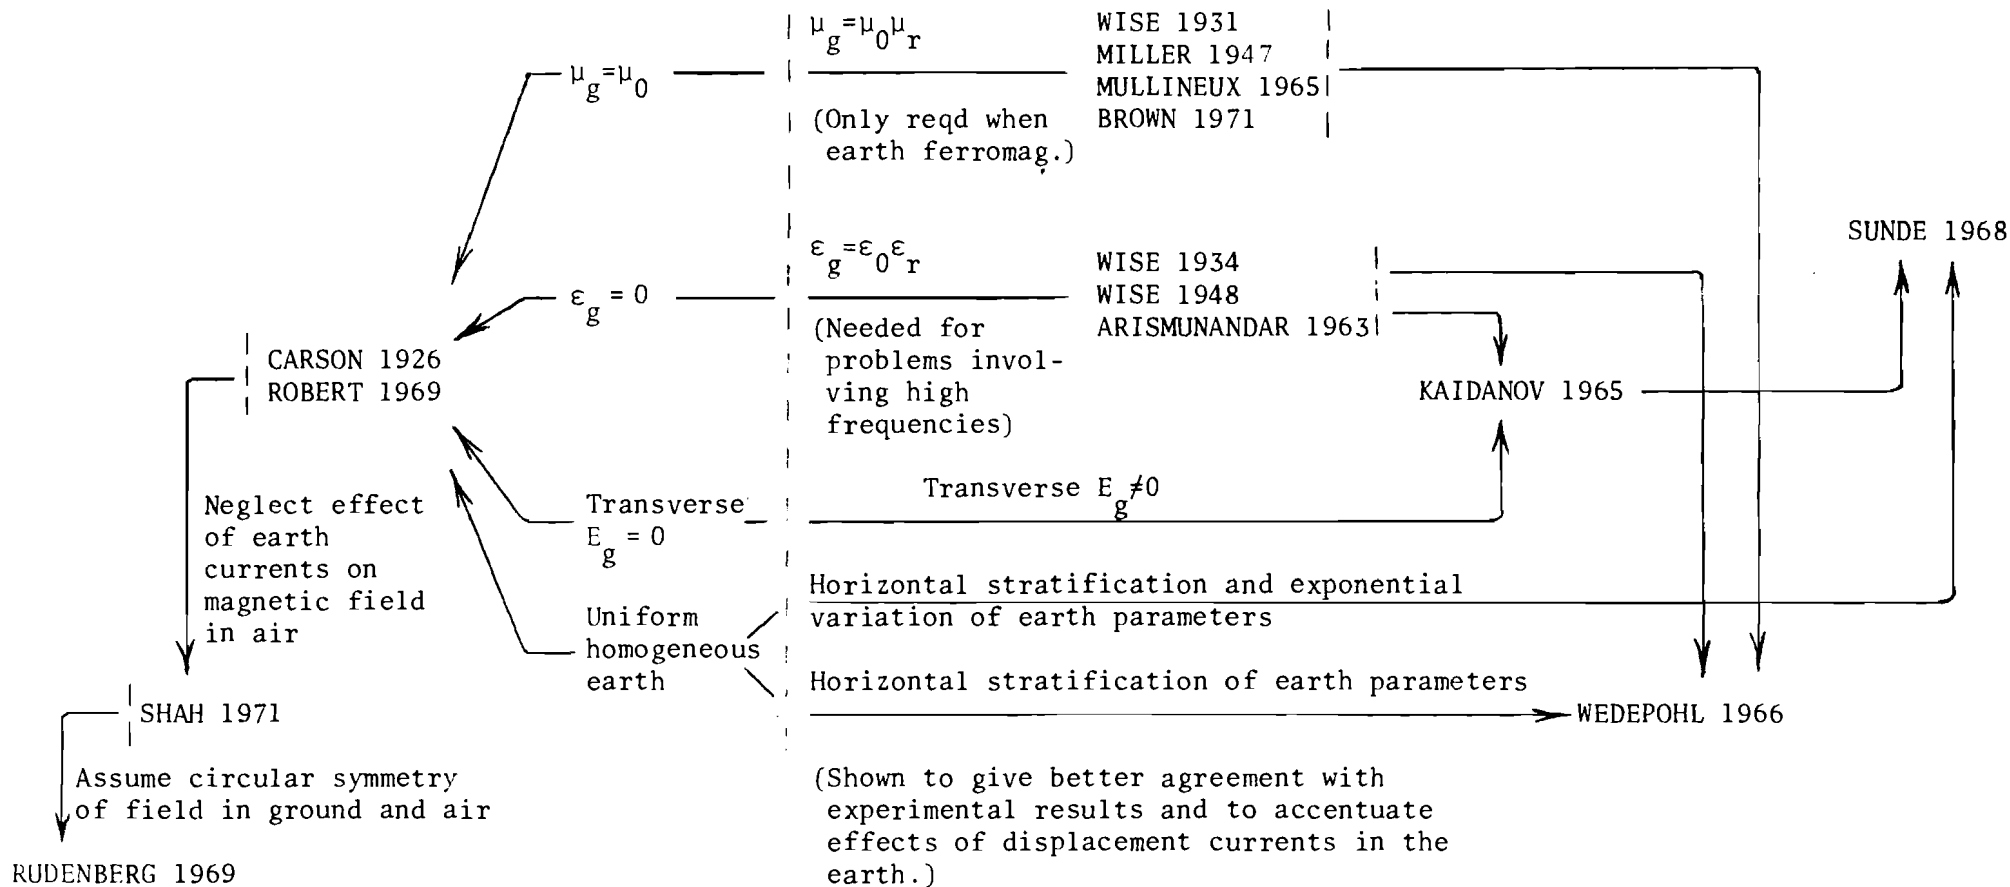 μg=μ0μr
WISE 1931
MILLER 1947
MULLINEUX 1965
BROWN 1971
μg=μ0
(Only reqd when
earth ferromag.)
SUNDE 1968
εg=ε0εr
WISE 1934
WISE 1948
ARISMUNANDAR 1963
εg = 0
(Needed for
problems invol-
ving high
frequencies)
CARSON 1926
ROBERT 1969
KAIDANOV 1965
Transverse Eg≠0
Neglect effect
of earth
currents on
magnetic field
in air
Transverse
Eg = 0
Horizontal stratification and exponential
variation of earth parameters
Uniform
homogeneous
earth
Horizontal stratification of earth parameters
SHAH 1971
WEDEPOHL 1966
Assume circular symmetry
of field in ground and air
(Shown to give better agreement with
experimental results and to accentuate
effects of displacement currents in the
earth.)
RUDENBERG 1969